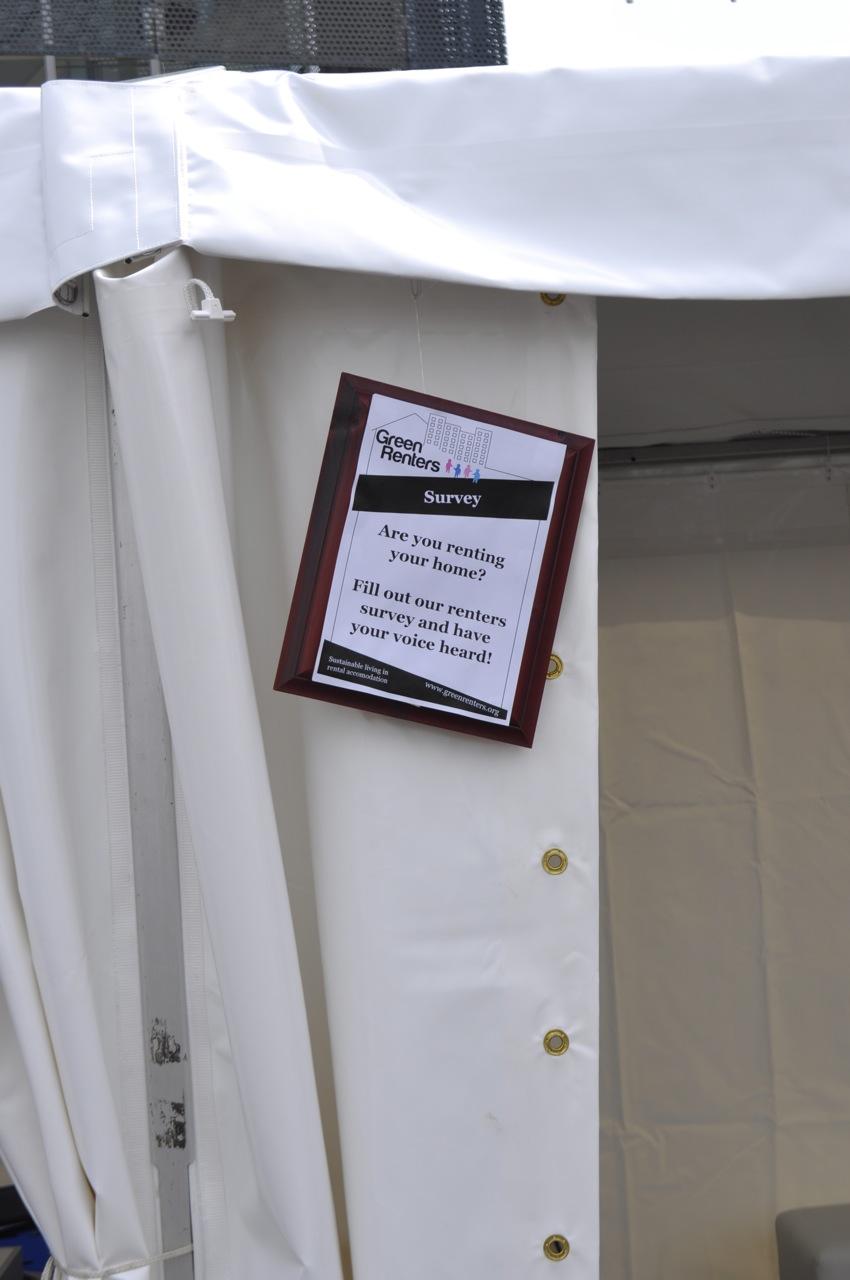 Green
Renters
Survey
Are you renting
your home?
Fill out our renters
survey and have
your voice heard!
Sustainable living in
rental accomodation
www.greenrenters.org